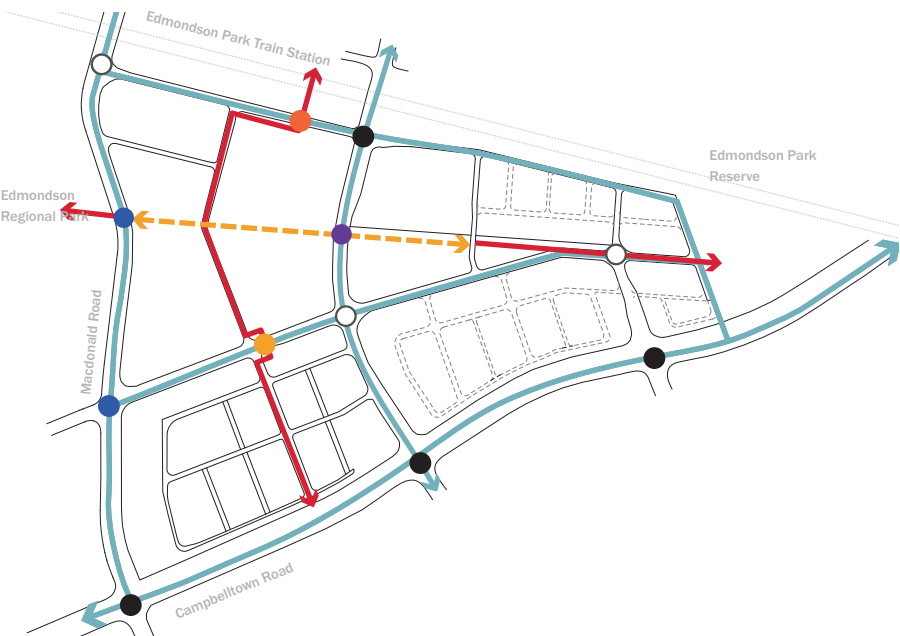 Edmondson Park Train Station
Edmondson Park
Reserve
Edmondson
Regional Park
Macdonald Road
Campbelltown Road